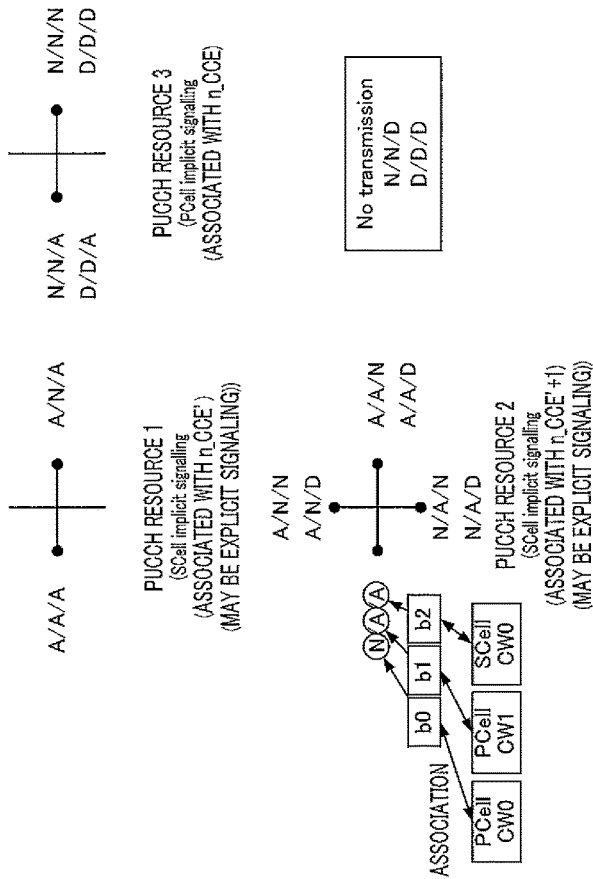 A/A/A
A/N/A
PUCCH RESOURCE 1
(SCell implicit signalling
(ASSOCIATED WITH n_CCE')
(MAY BE EXPLICIT SIGNALING))
N/N/A
D/D/A
N/N/N
D/D/D
PUCCH RESOURCE 3
(PCell implicit signalling
(ASSOCIATED WITH n_CCE)
A/N/N
A/N/D
A/A/N
A/A/D
N/A/N
N/A/D
PUCCH RESOURCE 2
(SCell implicit signalling
(ASSOCIATED WITH n_CCE'+1)
(MAY BE EXPLICIT SIGNALING))
N A A
b0 b1 b2
ASSOCIATION
PCell
CW0
PCell
CW1
SCell
CW0
No transmission
N/N/D
D/D/D